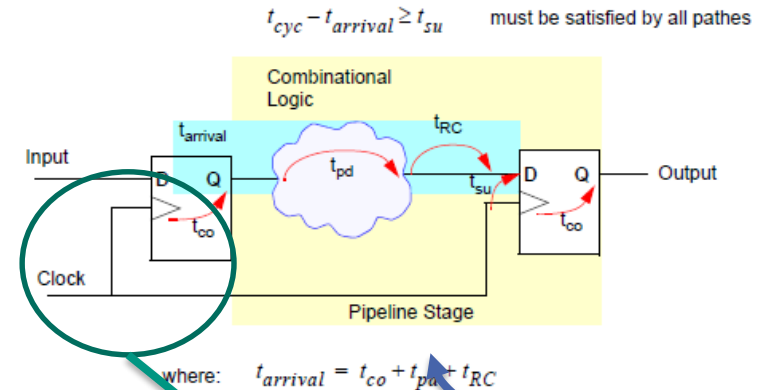 t_cyc − t_arrival ≥ t_su must be satisfied by all pathes
Combinational
Logic
t_arrival
t_RC
Input
t_pd
D Q
t_su
D Q
Output
t_co
t_co
Clock
Pipeline Stage
where: t_arrival = t_co + t_pd + t_RC